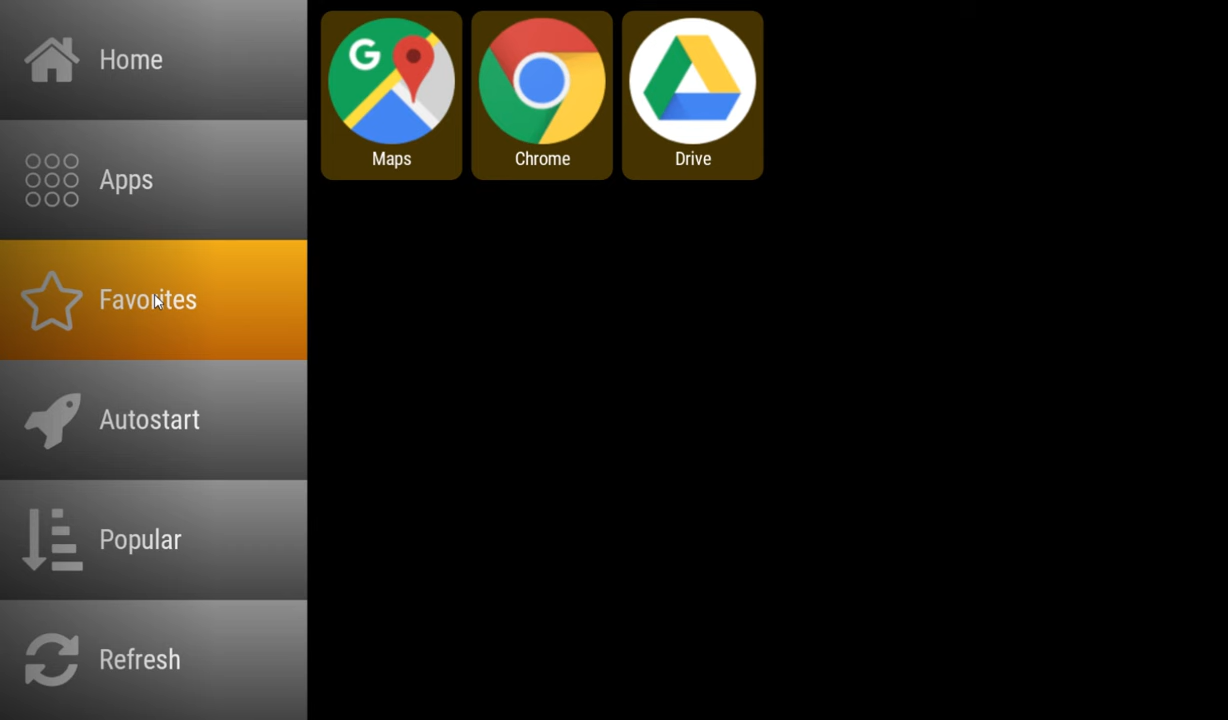 Home
Apps
Favorites
Autostart
Popular
Refresh
G
Maps
Chrome
Drive